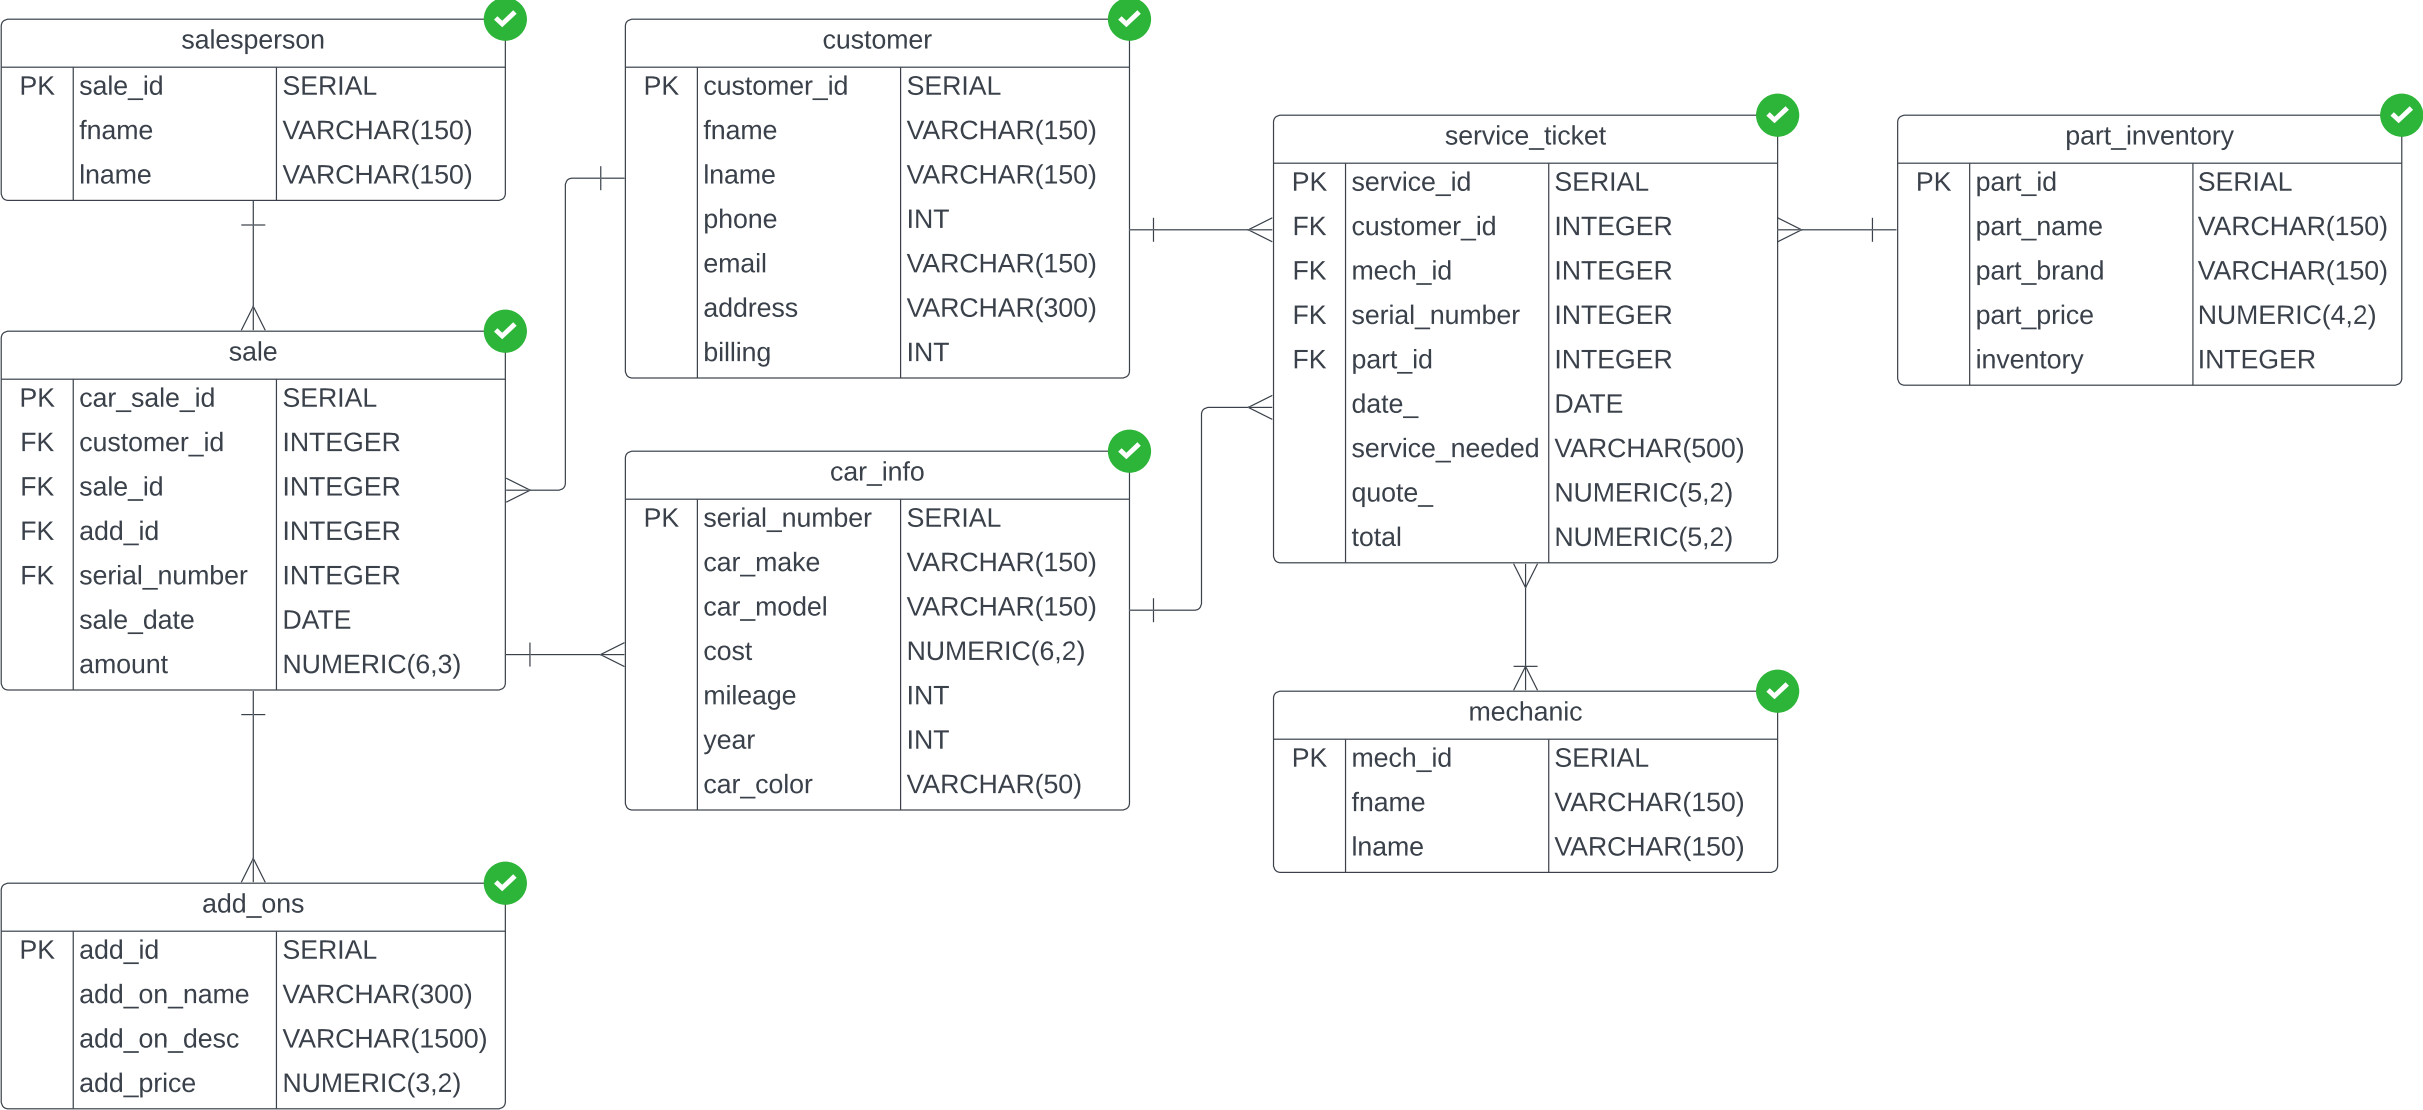 salesperson
PK sale_id SERIAL
fname VARCHAR(150)
lname VARCHAR(150)
sale
PK car_sale_id SERIAL
FK customer_id INTEGER
FK sale_id INTEGER
FK add_id INTEGER
FK serial_number INTEGER
sale_date DATE
amount NUMERIC(6,3)
add_ons
PK add_id SERIAL
add_on_name VARCHAR(300)
add_on_desc VARCHAR(1500)
add_price NUMERIC(3,2)
customer
PK customer_id SERIAL
fname VARCHAR(150)
lname VARCHAR(150)
phone INT
email VARCHAR(150)
address VARCHAR(300)
billing INT
car_info
PK serial_number SERIAL
car_make VARCHAR(150)
car_model VARCHAR(150)
cost NUMERIC(6,2)
mileage INT
year INT
car_color VARCHAR(50)
service_ticket
PK service_id SERIAL
FK customer_id INTEGER
FK mech_id INTEGER
FK serial_number INTEGER
FK part_id INTEGER
date_ DATE
service_needed VARCHAR(500)
quote_ NUMERIC(5,2)
total NUMERIC(5,2)
mechanic
PK mech_id SERIAL
fname VARCHAR(150)
lname VARCHAR(150)
part_inventory
PK part_id SERIAL
part_name VARCHAR(150)
part_brand VARCHAR(150)
part_price NUMERIC(4,2)
inventory INTEGER